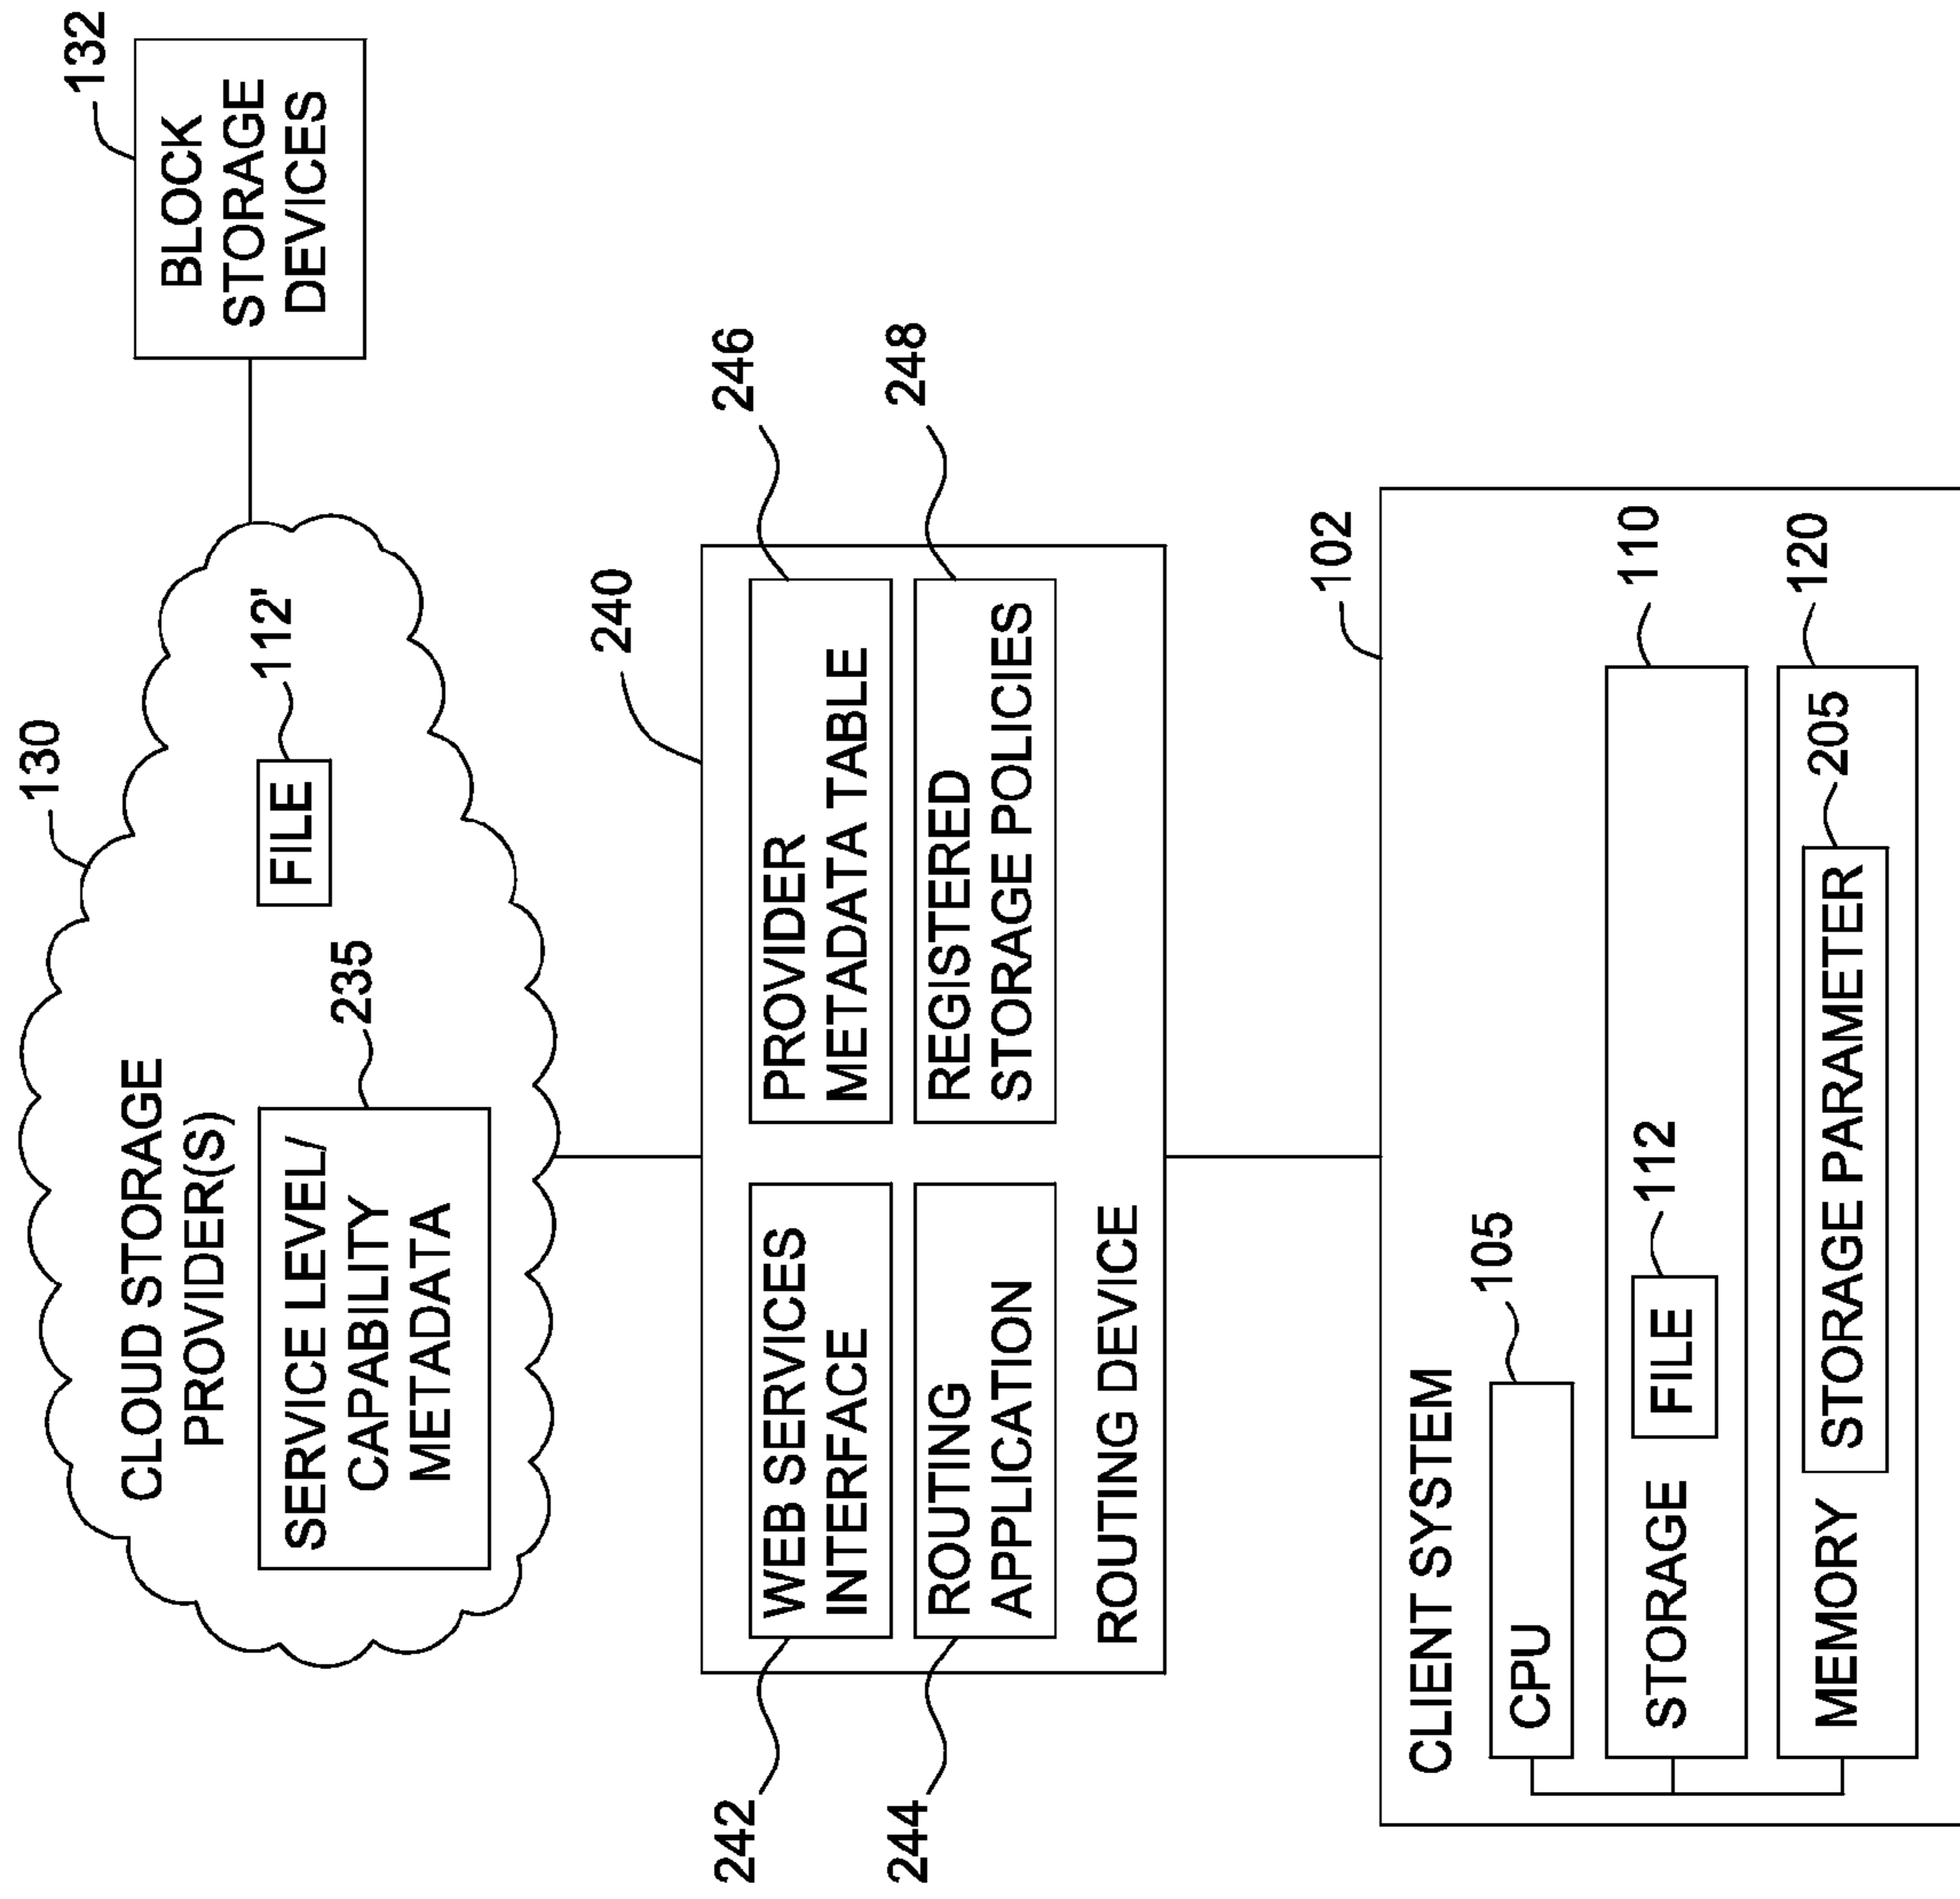 130
132
CLOUD STORAGE
PROVIDER(S)
SERVICE LEVEL/
CAPABILITY
METADATA
235
FILE
112'
BLOCK
STORAGE
DEVICES
240
242
WEB SERVICES
INTERFACE
PROVIDER
METADATA TABLE
246
244
ROUTING
APPLICATION
REGISTERED
STORAGE POLICIES
248
ROUTING DEVICE
102
CLIENT SYSTEM
CPU
105
STORAGE
FILE
112
110
MEMORY
STORAGE PARAMETER
205
120